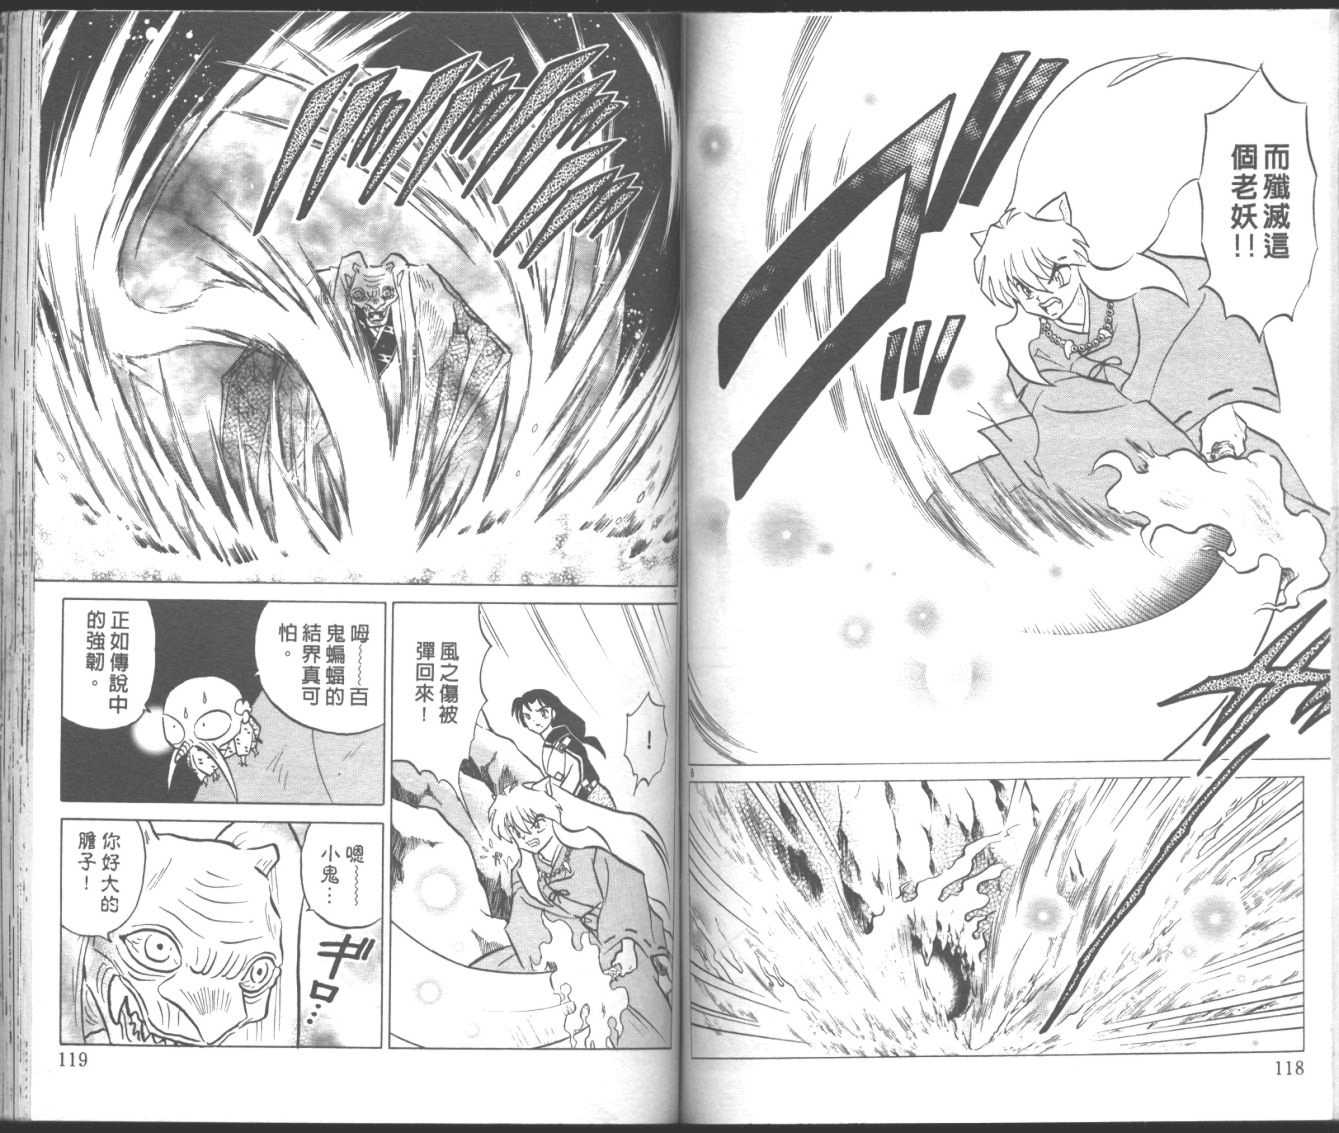 而殲滅這
個老妖!!
8
118
7
！
風之傷被
彈回來！
呣～～～百
鬼蝙蝠的
結界真可
怕。
正如傳說中
的強韌。
嗯～～～
小鬼…
ギロ…
你好大的
膽子！
119